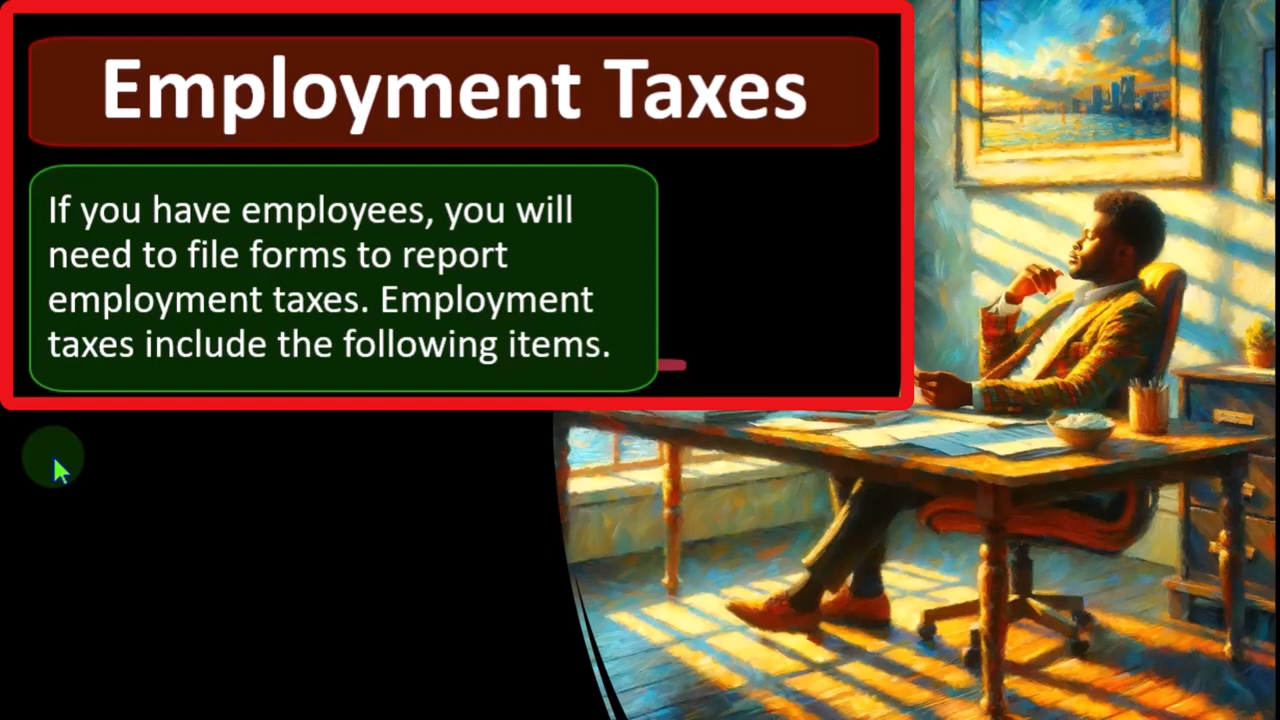 Employment Taxes
If you have employees, you will
need to file forms to report
employment taxes. Employment
taxes include the following items.